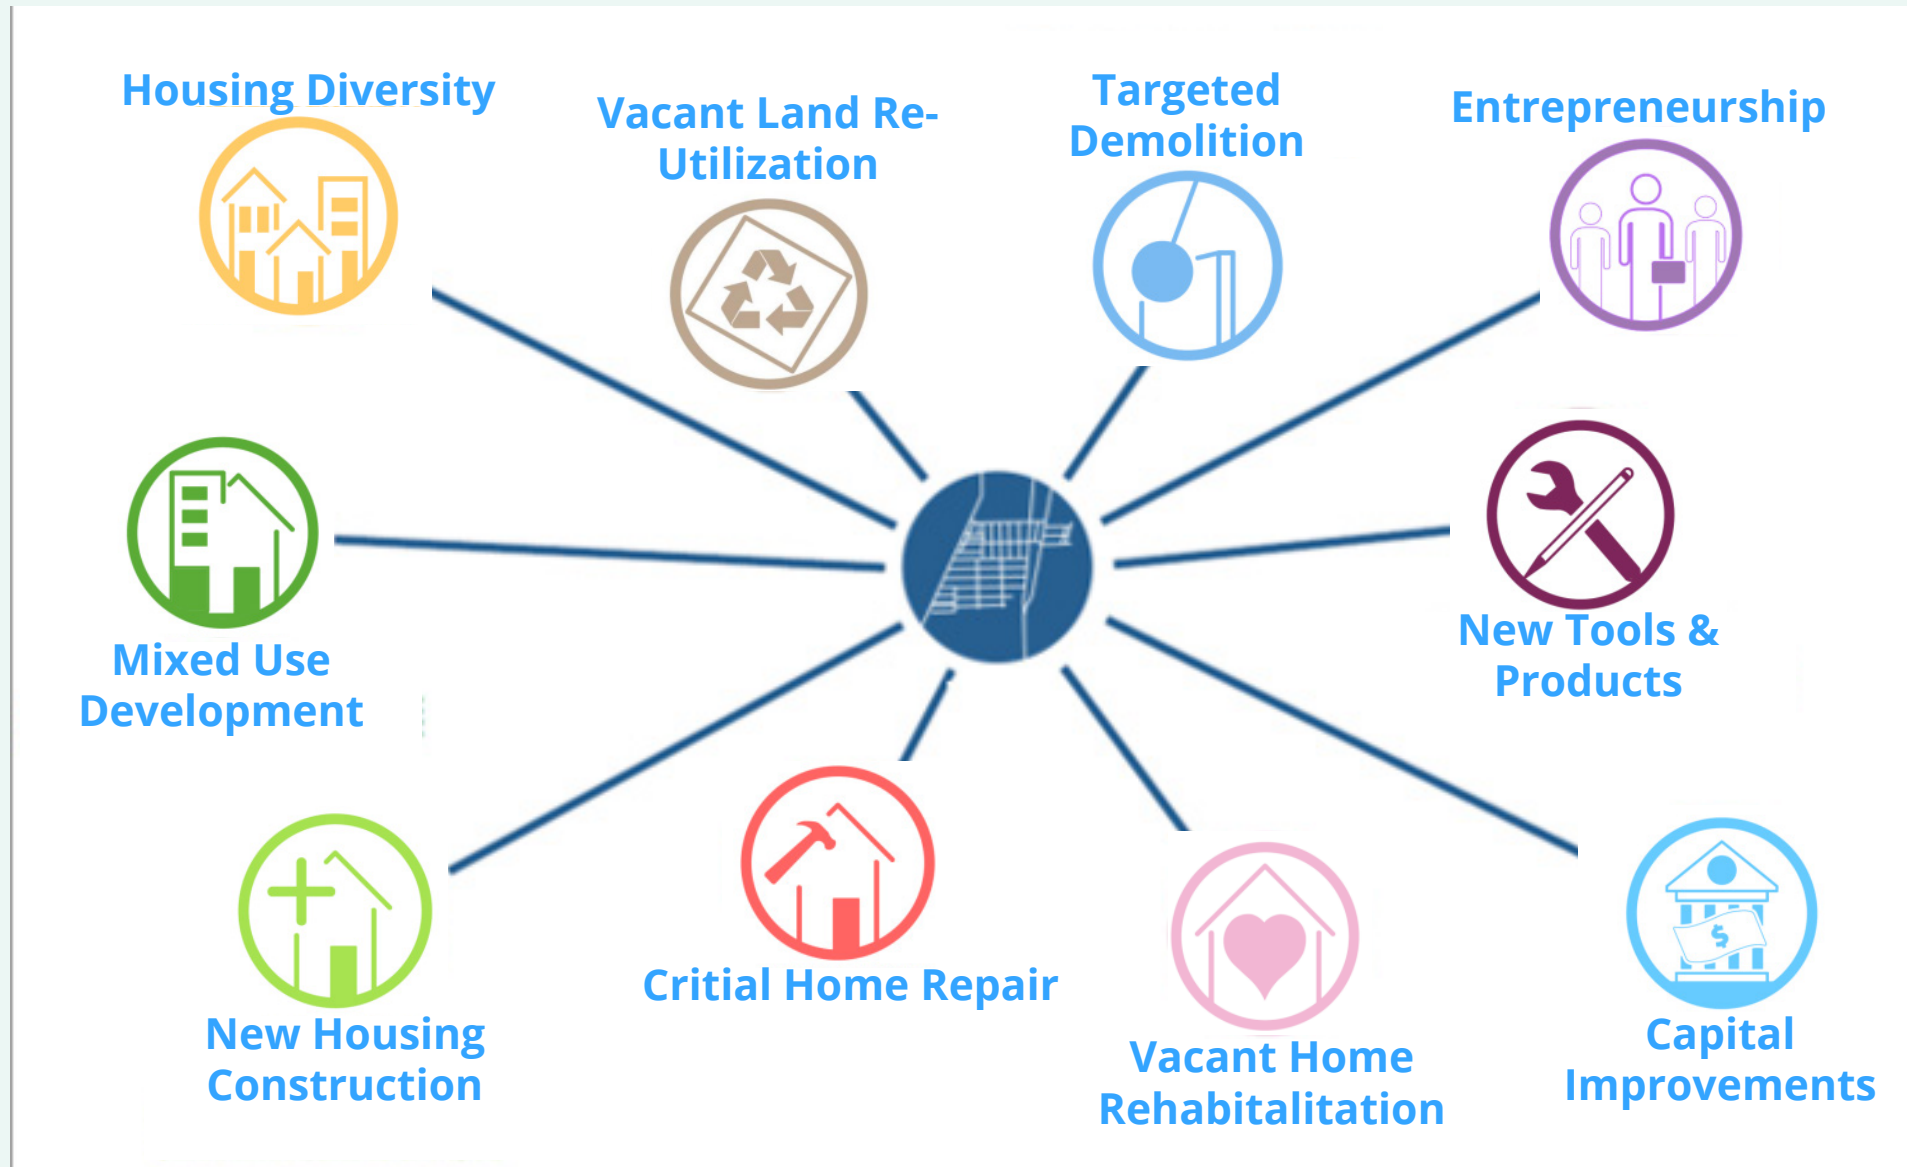 Housing Diversity
Vacant Land Re-
Utilization
Targeted
Demolition
Entrepreneurship
Mixed Use
Development
New Tools &
Products
New Housing
Construction
Critial Home Repair
Vacant Home
Rehabitalitation
$
Capital
Improvements